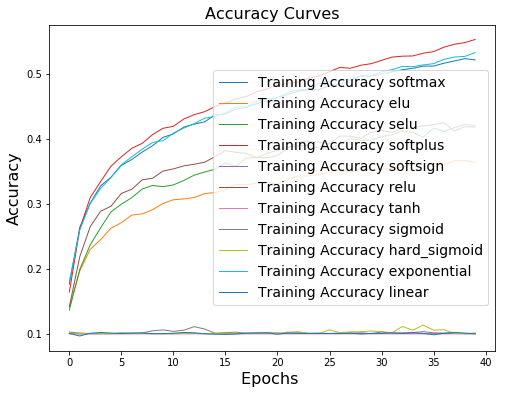 Accuracy Curves
Accuracy
0.5
0.4
0.3
0.2
0.1
Training Accuracy softmax
Training Accuracy elu
Training Accuracy selu
Training Accuracy softplus
Training Accuracy softsign
Training Accuracy relu
Training Accuracy tanh
Training Accuracy sigmoid
Training Accuracy hard_sigmoid
Training Accuracy exponential
Training Accuracy linear
0 5 10 15 20 25 30 35 40
Epochs